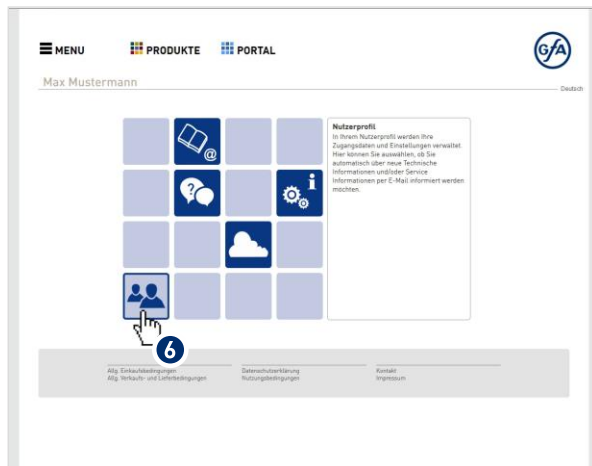 MENU
PRODUKTE
PORTAL
GfA
Max Mustermann
Deutsch
@
?
i
Nutzerprofil
In Ihrem Nutzerprofil werden Ihre
Zugangsdaten und Einstellungen verwaltet.
Hier können Sie auswählen, ob Sie
automatisch über neue Technische
Informationen und/oder Service
Informationen per E-Mail informiert werden
möchten.
6
Allg. Einkaufsbedingungen
Allg. Verkaufs- und Lieferbedingungen
Datenschutzerklärung
Nutzungsbedingungen
Kontakt
Impressum